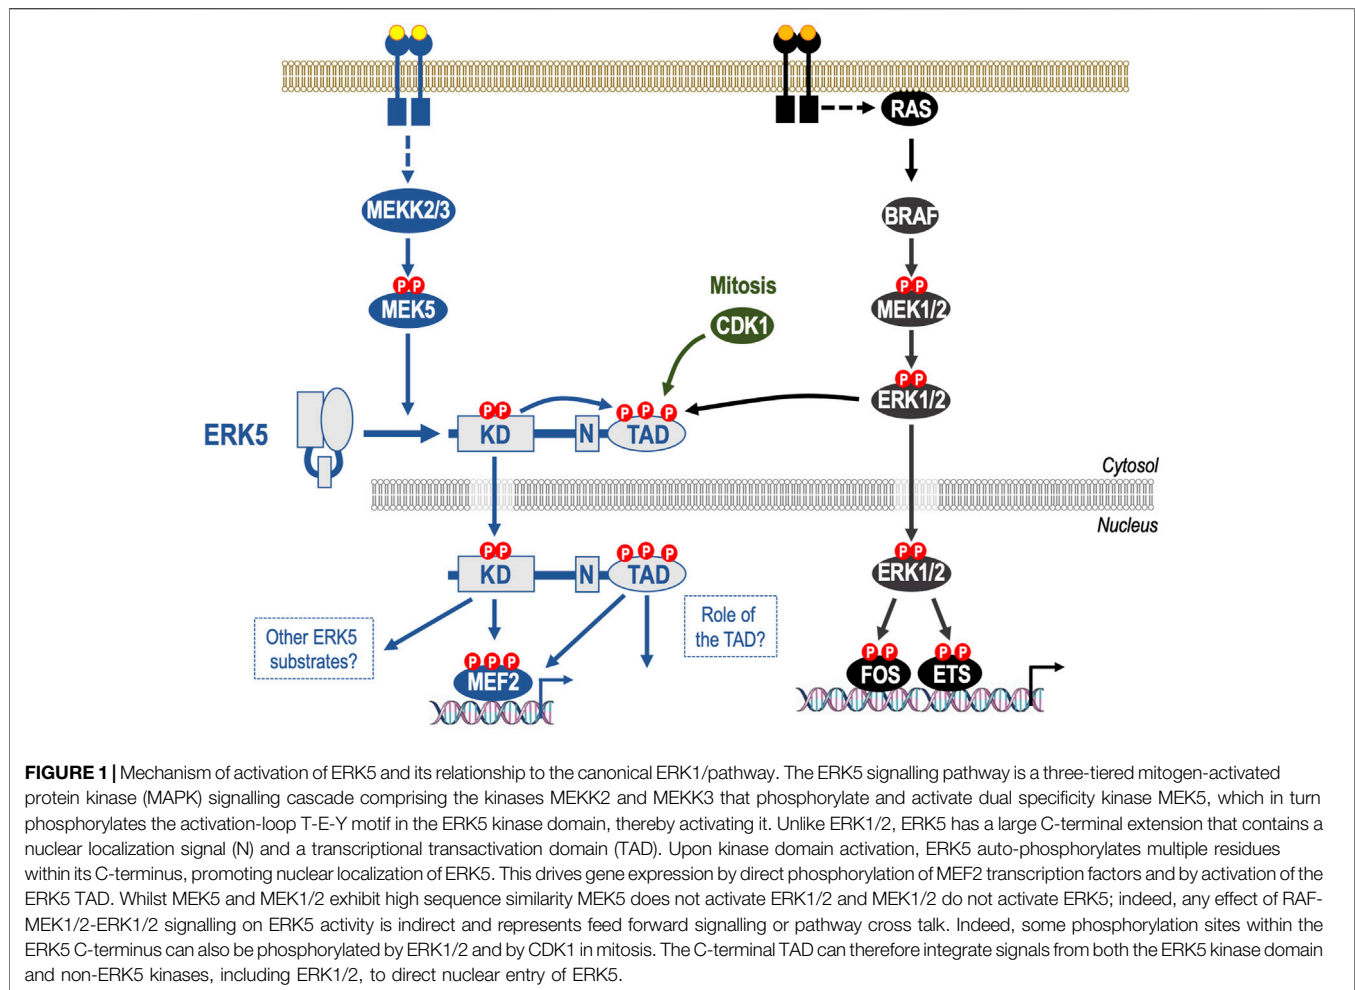 RAS
MEKK2/3
BRAF
P P
MEK5
Mitosis
CDK1
P P
MEK1/2
ERK5
P P
KD
N
P P P
TAD
P P
ERK1/2
Cytosol
Nucleus
P P
KD
N
P P P
TAD
P P
ERK1/2
Other ERK5
substrates?
Role of
the TAD?
P P P
MEF2
P P
FOS
P P
ETS
FIGURE 1 | Mechanism of activation of ERK5 and its relationship to the canonical ERK1/pathway. The ERK5 signalling pathway is a three-tiered mitogen-activated
protein kinase (MAPK) signalling cascade comprising the kinases MEKK2 and MEKK3 that phosphorylate and activate dual specificity kinase MEK5, which in turn
phosphorylates the activation-loop T-E-Y motif in the ERK5 kinase domain, thereby activating it. Unlike ERK1/2, ERK5 has a large C-terminal extension that contains a
nuclear localization signal (N) and a transcriptional transactivation domain (TAD). Upon kinase domain activation, ERK5 auto-phosphorylates multiple residues
within its C-terminus, promoting nuclear localization of ERK5. This drives gene expression by direct phosphorylation of MEF2 transcription factors and by activation of the
ERK5 TAD. Whilst MEK5 and MEK1/2 exhibit high sequence similarity MEK5 does not activate ERK1/2 and MEK1/2 do not activate ERK5; indeed, any effect of RAF-
MEK1/2-ERK1/2 signalling on ERK5 activity is indirect and represents feed forward signalling or pathway cross talk. Indeed, some phosphorylation sites within the
ERK5 C-terminus can also be phosphorylated by ERK1/2 and by CDK1 in mitosis. The C-terminal TAD can therefore integrate signals from both the ERK5 kinase domain
and non-ERK5 kinases, including ERK1/2, to direct nuclear entry of ERK5.